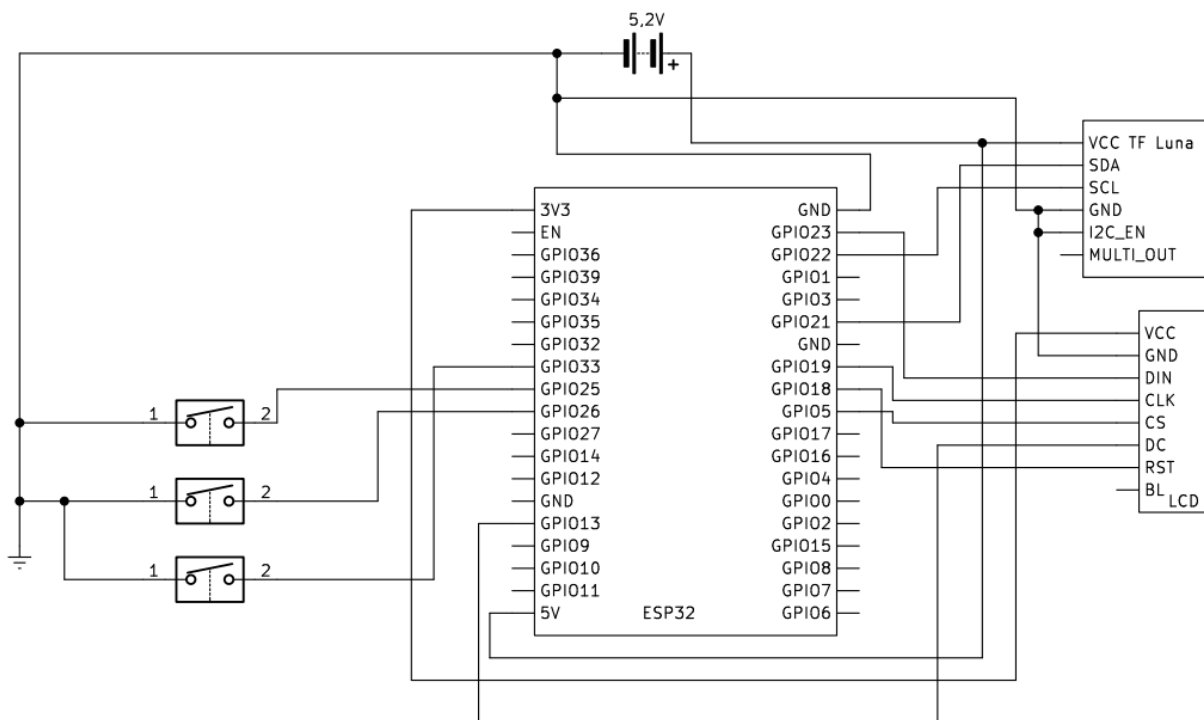 5,2V
+
VCC TF Luna
SDA
SCL
GND
I2C_EN
MULTI_OUT
3V3
EN
GPIO36
GPIO39
GPIO34
GPIO35
GPIO32
GPIO33
GPIO25
GPIO26
GPIO27
GPIO14
GPIO12
GND
GPIO13
GPIO9
GPIO10
GPIO11
5V
ESP32
GND
GPIO23
GPIO22
GPIO1
GPIO3
GPIO21
GND
GPIO19
GPIO18
GPIO5
GPIO17
GPIO16
GPIO4
GPIO0
GPIO2
GPIO15
GPIO8
GPIO7
GPIO6
VCC
GND
DIN
CLK
CS
DC
RST
BL
LCD
1 2
1 2
1 2